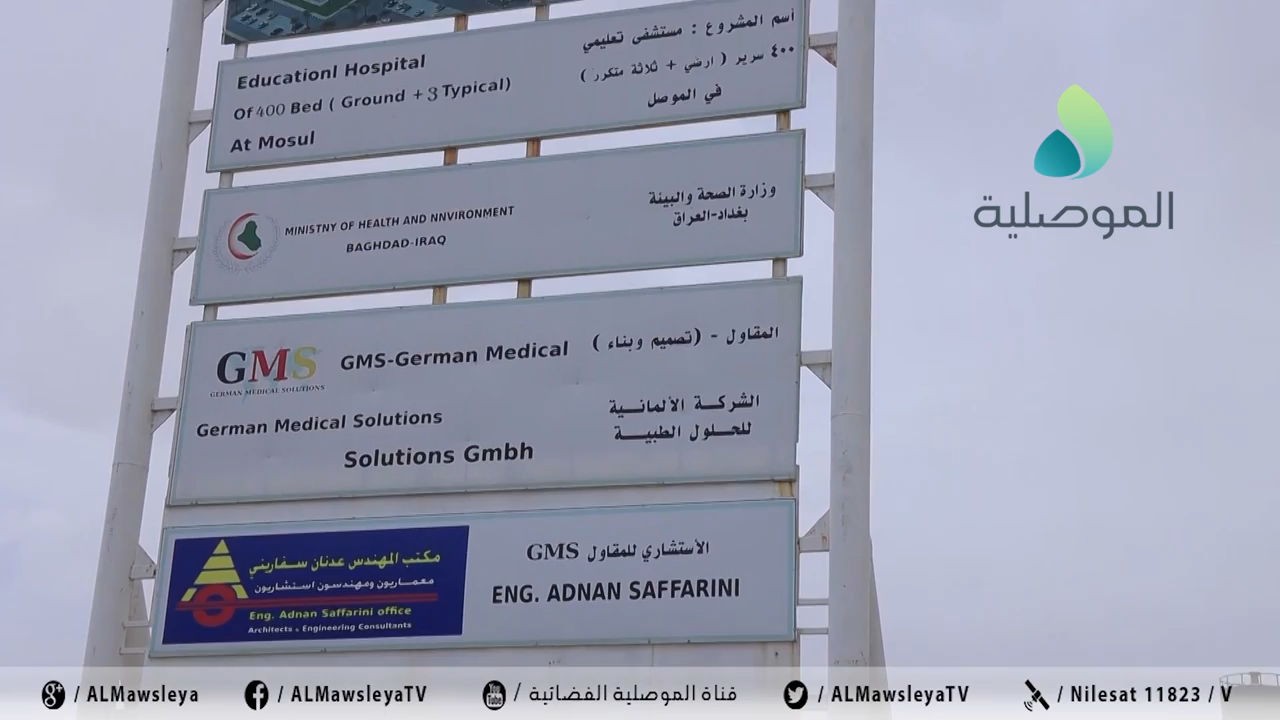 Educationl Hospital
Of 400 Bed ( Ground + 3 Typical)
At Mosul
أسم المشروع : مستشفى تعليمي
٤٠٠ سرير ( ارضي + ثلاثة متكرر )
في الموصل
MINISTNY OF HEALTH AND NNVIRONMENT
BAGHDAD-IRAQ
وزارة الصحة والبيئة
بغداد-العراق
GMS
GERMAN MEDICAL SOLUTIONS
GMS-German Medical
المقاول - (تصميم وبناء )
German Medical Solutions
Solutions Gmbh
الشركة الألمانية
للحلول الطبية
مكتب المهندس عدنان سفاريني
معماريون ومهندسون استشاريون
Eng. Adnan Saffarini office
Architects & Engineering Consultants
الأستشاري للمقاول GMS
ENG. ADNAN SAFFARINI
الموصلية
/ ALMawsleya
/ ALMawsleyaTV
You Tube
/ قناة الموصلية الفضائية
/ ALMawsleyaTV
/ Nilesat 11823 / V